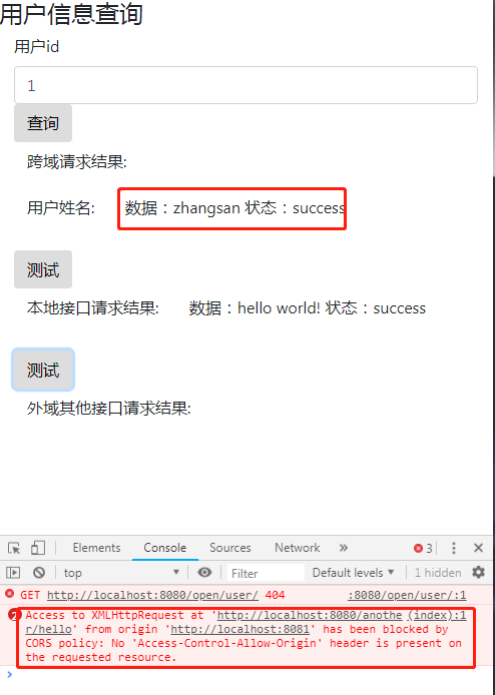 用户信息查询
用户id
1
查询
跨域请求结果:
用户姓名: 数据：zhangsan 状态：success
测试
本地接口请求结果: 数据：hello world! 状态：success
测试
外域其他接口请求结果:
Elements Console Sources Network » 3
top Filter Default levels 1 hidden
GET http://localhost:8080/open/user/ 404 :8080/open/user/:1
2 Access to XMLHttpRequest at 'http://localhost:8080/anothe (index):1
r/hello' from origin 'http://localhost:8081' has been blocked by
CORS policy: No 'Access-Control-Allow-Origin' header is present on
the requested resource.